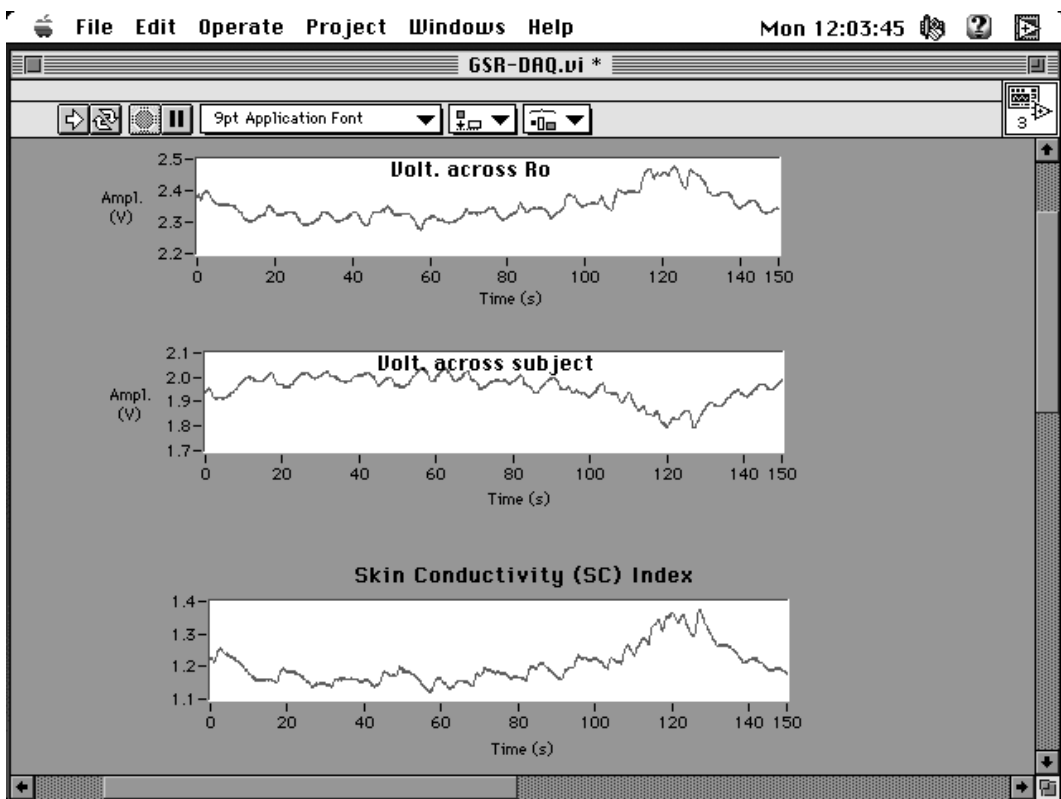 File Edit Operate Project Windows Help Mon 12:03:45
GSR-DAQ.vi *
9pt Application Font
3
Volt. across Ro
Ampl.
(V)
2.5
2.4
2.3
2.2
0 20 40 60 80 100 120 140 150
Time (s)
Volt. across subject
Ampl.
(V)
2.1
2.0
1.9
1.8
1.7
0 20 40 60 80 100 120 140 150
Time (s)
Skin Conductivity (SC) Index
1.4
1.3
1.2
1.1
0 20 40 60 80 100 120 140 150
Time (s)